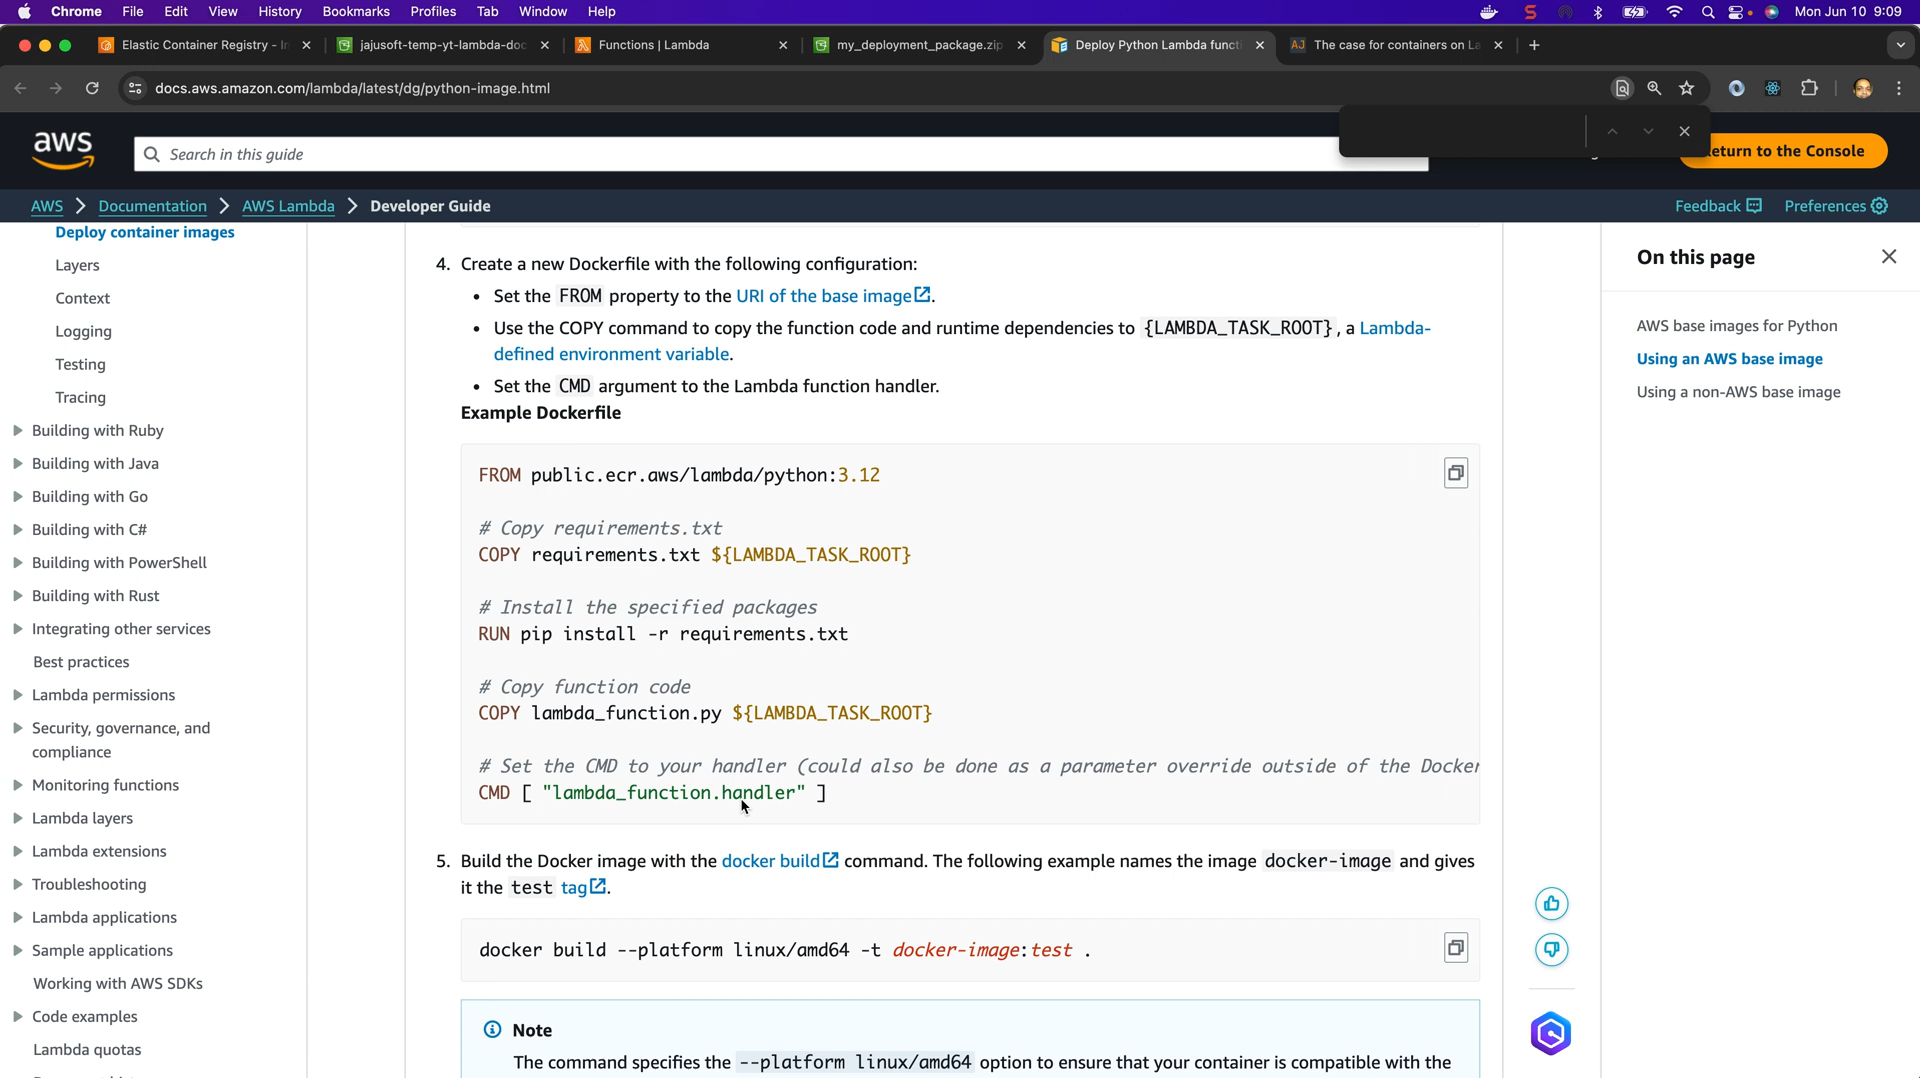 Chrome File Edit View History Bookmarks Profiles Tab Window Help
Mon Jun 10 9:09
Elastic Container Registry - In
jajusoft-temp-yt-lambda-doc
Functions | Lambda
my_deployment_package.zip
Deploy Python Lambda functi
The case for containers on La
docs.aws.amazon.com/lambda/latest/dg/python-image.html
aws
Search in this guide
eturn to the Console
AWS Documentation AWS Lambda Developer Guide
Feedback Preferences
Deploy container images
Layers
Context
Logging
Testing
Tracing
Building with Ruby
Building with Java
Building with Go
Building with C#
Building with PowerShell
Building with Rust
Integrating other services
Best practices
Lambda permissions
Security, governance, and
compliance
Monitoring functions
Lambda layers
Lambda extensions
Troubleshooting
Lambda applications
Sample applications
Working with AWS SDKs
Code examples
Lambda quotas
4. Create a new Dockerfile with the following configuration:
• Set the FROM property to the URI of the base image.
• Use the COPY command to copy the function code and runtime dependencies to {LAMBDA_TASK_ROOT}, a Lambda-
defined environment variable.
• Set the CMD argument to the Lambda function handler.
Example Dockerfile
FROM public.ecr.aws/lambda/python:3.12
# Copy requirements.txt
COPY requirements.txt ${LAMBDA_TASK_ROOT}
# Install the specified packages
RUN pip install -r requirements.txt
# Copy function code
COPY lambda_function.py ${LAMBDA_TASK_ROOT}
# Set the CMD to your handler (could also be done as a parameter override outside of the Docker
CMD [ "lambda_function.handler" ]
5. Build the Docker image with the docker build command. The following example names the image docker-image and gives
it the test tag.
docker build --platform linux/amd64 -t docker-image:test .
Note
The command specifies the --platform linux/amd64 option to ensure that your container is compatible with the
On this page
AWS base images for Python
Using an AWS base image
Using a non-AWS base image